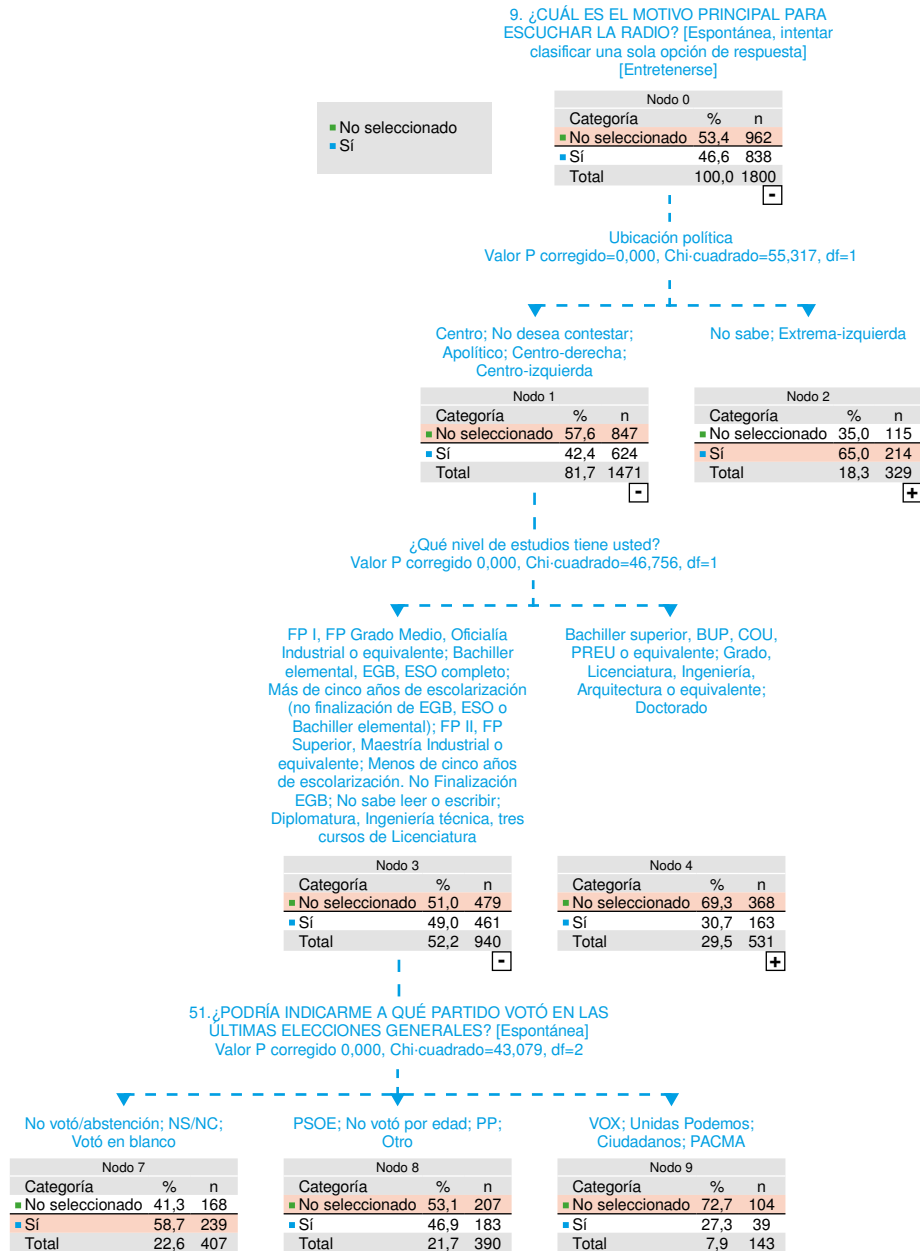 9. ¿CUÁL ES EL MOTIVO PRINCIPAL PARA
ESCUCHAR LA RADIO? [Espontánea, intentar
clasificar una sola opción de respuesta]
[Entretenerse]
No seleccionado
Sí
Nodo 0
Categoría % n
No seleccionado 53,4 962
Sí 46,6 838
Total 100,0 1800
-
Ubicación política
Valor P corregido=0,000, Chi-cuadrado=55,317, df=1
Centro; No desea contestar;
Apolítico; Centro-derecha;
Centro-izquierda
No sabe; Extrema-izquierda
Nodo 1
Categoría % n
No seleccionado 57,6 847
Sí 42,4 624
Total 81,7 1471
-
Nodo 2
Categoría % n
No seleccionado 35,0 115
Sí 65,0 214
Total 18,3 329
+
¿Qué nivel de estudios tiene usted?
Valor P corregido 0,000, Chi-cuadrado=46,756, df=1
FP I, FP Grado Medio, Oficialía
Industrial o equivalente; Bachiller
elemental, EGB, ESO completo;
Más de cinco años de escolarización
(no finalización de EGB, ESO o
Bachiller elemental); FP II, FP
Superior, Maestría Industrial o
equivalente; Menos de cinco años
de escolarización. No Finalización
EGB; No sabe leer o escribir;
Diplomatura, Ingeniería técnica, tres
cursos de Licenciatura
Bachiller superior, BUP, COU,
PREU o equivalente; Grado,
Licenciatura, Ingeniería,
Arquitectura o equivalente;
Doctorado
Nodo 3
Categoría % n
No seleccionado 51,0 479
Sí 49,0 461
Total 52,2 940
-
Nodo 4
Categoría % n
No seleccionado 69,3 368
Sí 30,7 163
Total 29,5 531
+
51.¿PODRÍA INDICARME A QUÉ PARTIDO VOTÓ EN LAS
ÚLTIMAS ELECCIONES GENERALES? [Espontánea]
Valor P corregido 0,000, Chi-cuadrado=43,079, df=2
No votó/abstención; NS/NC;
Votó en blanco
PSOE; No votó por edad; PP;
Otro
VOX; Unidas Podemos;
Ciudadanos; PACMA
Nodo 7
Categoría % n
No seleccionado 41,3 168
Sí 58,7 239
Total 22,6 407
Nodo 8
Categoría % n
No seleccionado 53,1 207
Sí 46,9 183
Total 21,7 390
Nodo 9
Categoría % n
No seleccionado 72,7 104
Sí 27,3 39
Total 7,9 143